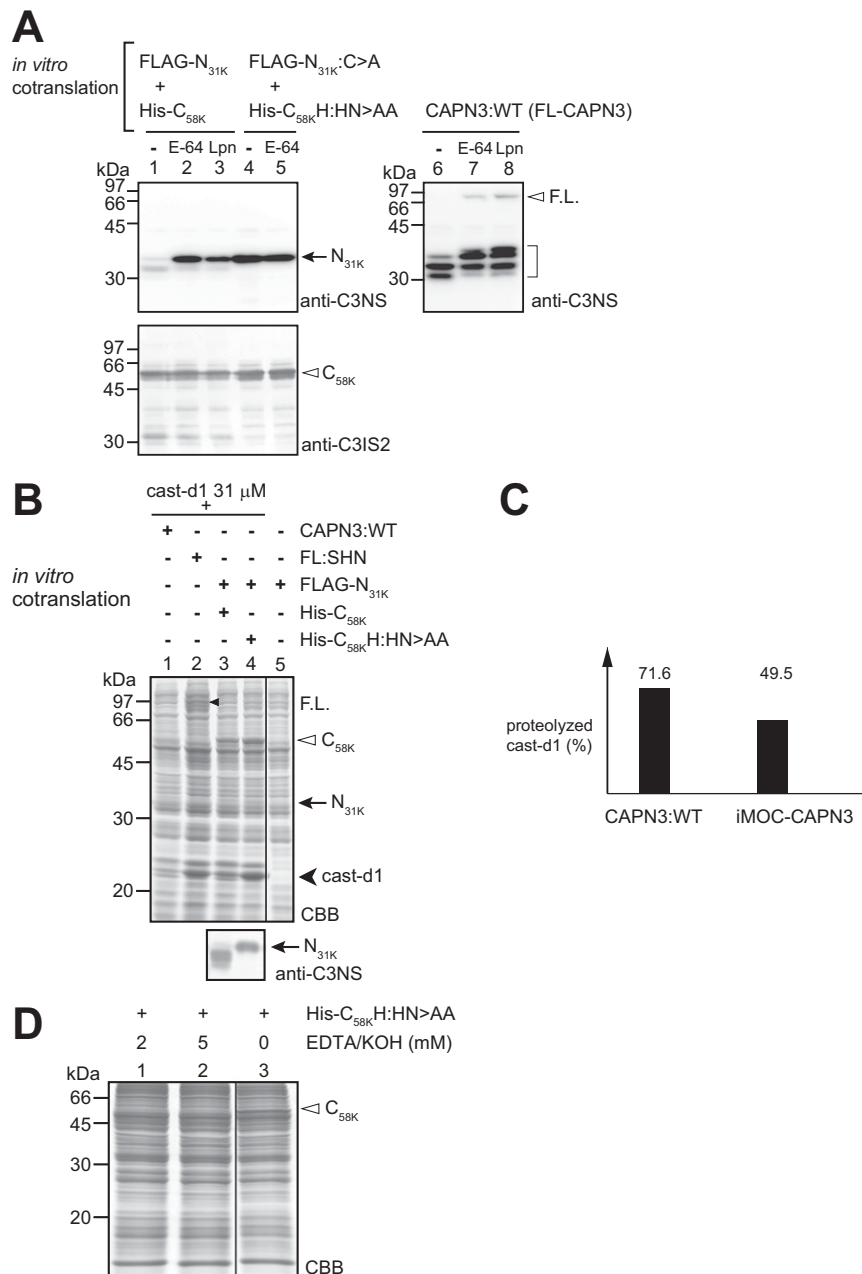 A
in vitro
cotranslation
FLAG-N31K
+
His-C58K
FLAG-N31K:C>A
+
His-C58KH:HN>AA
CAPN3:WT (FL-CAPN3)
- E-64 Lpn - E-64
kDa 1 2 3 4 5
97
66
45
30
N31K
anti-C3NS
- E-64 Lpn
kDa 6 7 8
97
66
45
30
F.L.
anti-C3NS
97
66
45
30
C58K
anti-C3IS2
B
cast-d1 31 μM
+
in vitro
cotranslation
+ - - - - CAPN3:WT
- + - - - FL:SHN
- - + + + FLAG-N31K
- - + - - His-C58K
- - - + - His-C58KH:HN>AA
kDa 1 2 3 4 5
97
66
45
30
20
F.L.
C58K
N31K
cast-d1
CBB
N31K
anti-C3NS
C
proteolyzed
cast-d1 (%)
71.6 49.5
CAPN3:WT iMOC-CAPN3
D
+ + + His-C58KH:HN>AA
2 5 0 EDTA/KOH (mM)
kDa 1 2 3
66
45
30
20
C58K
CBB